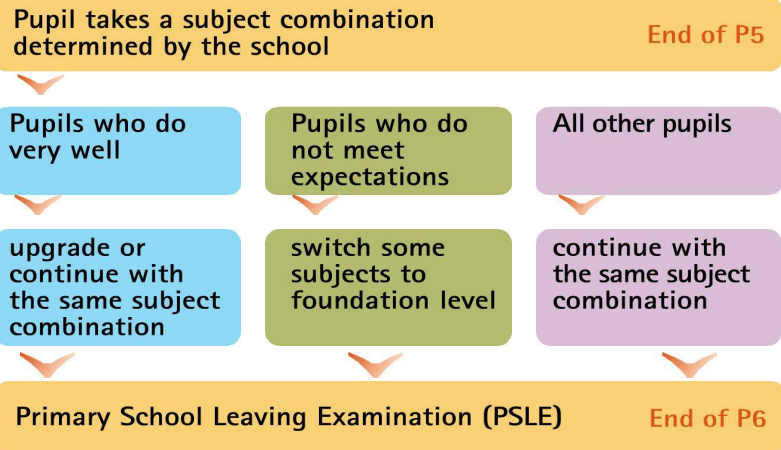 Pupil takes a subject combination
determined by the school
End of P5
Pupils who do
very well
Pupils who do
not meet
expectations
All other pupils
upgrade or
continue with
the same subject
combination
switch some
subjects to
foundation level
continue with
the same subject
combination
Primary School Leaving Examination (PSLE)
End of P6